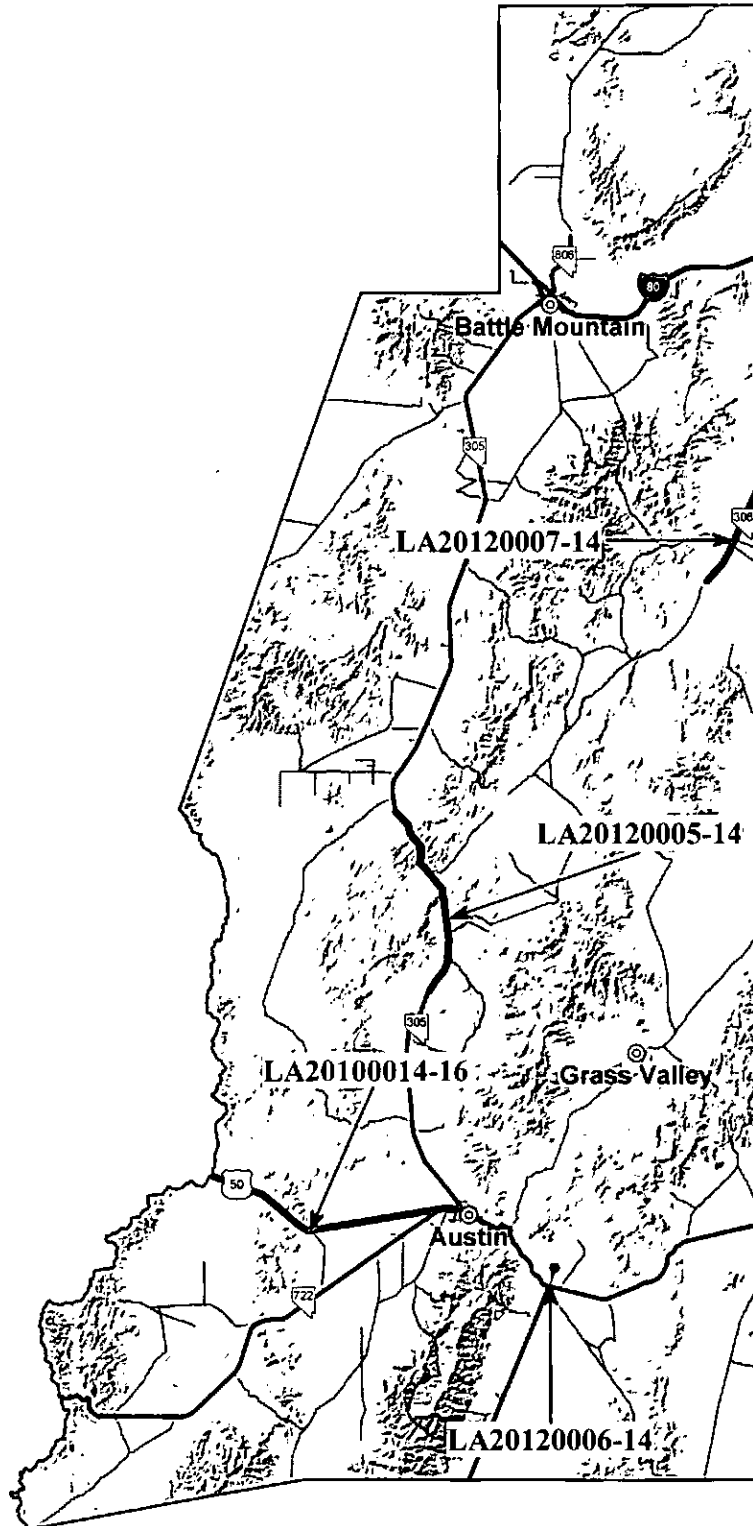 806
80
Battle Mountain
305
306
LA20120007-14
LA20120005-14
305
LA20100014-16
Grass Valley
50
Austin
722
LA20120006-14